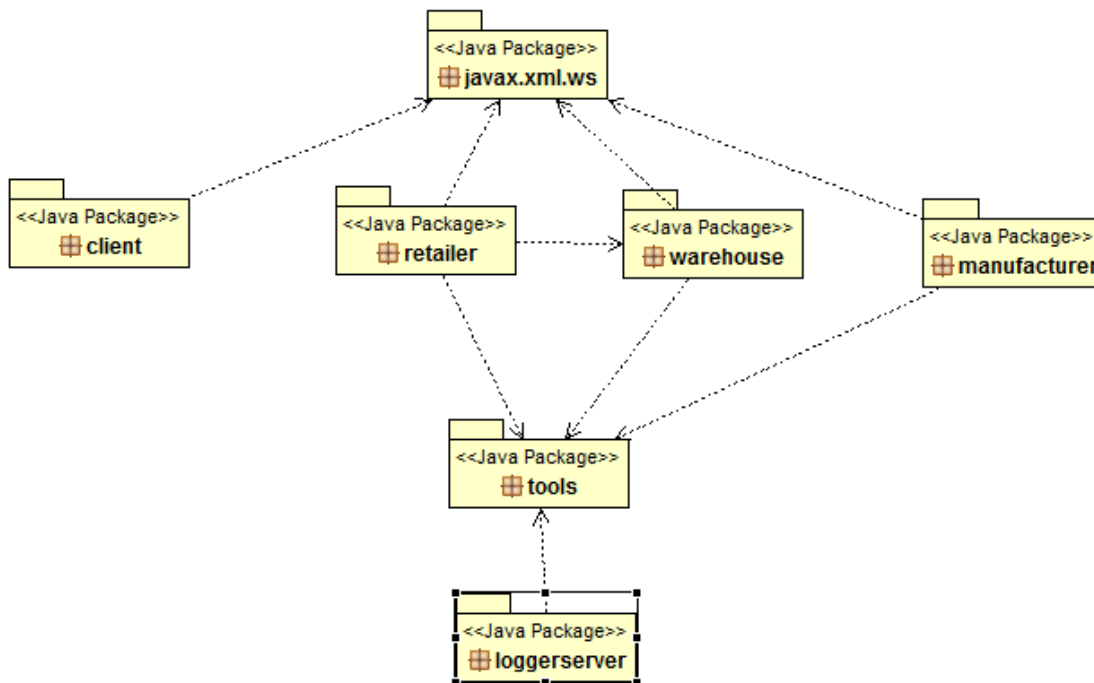 <<Java Package>>
javax.xml.ws
<<Java Package>>
client
<<Java Package>>
retailer
<<Java Package>>
warehouse
<<Java Package>>
manufacturer
<<Java Package>>
tools
<<Java Package>>
loggerserver